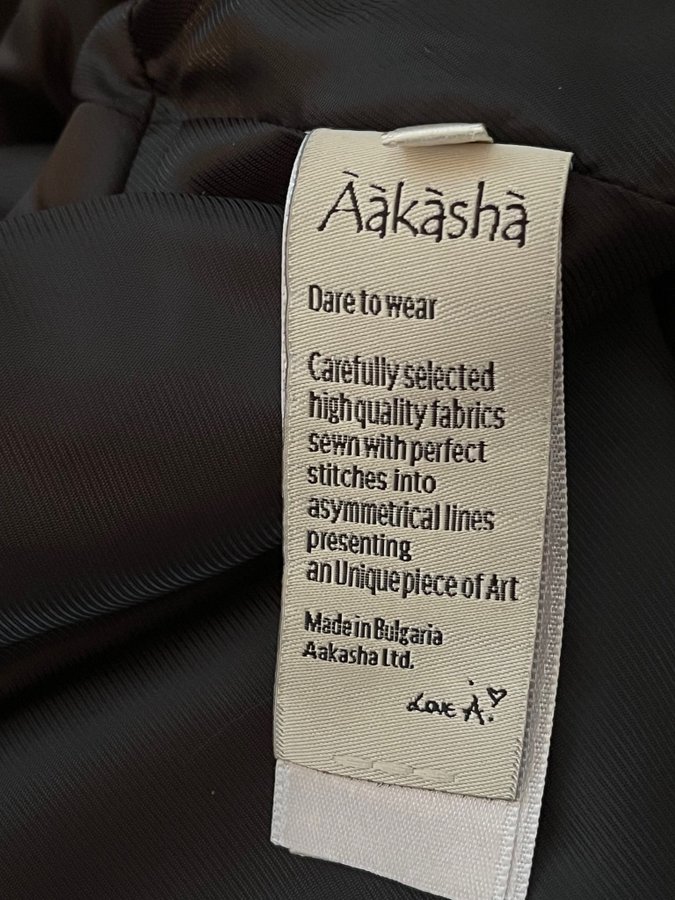 Ààkàshà
Dare to wear
Carefully selected
high quality fabrics
sewn with perfect
stitches into
asymmetrical lines
presenting
an Unique piece of Art
Made in Bulgaria
Aakasha Ltd.
Love À!